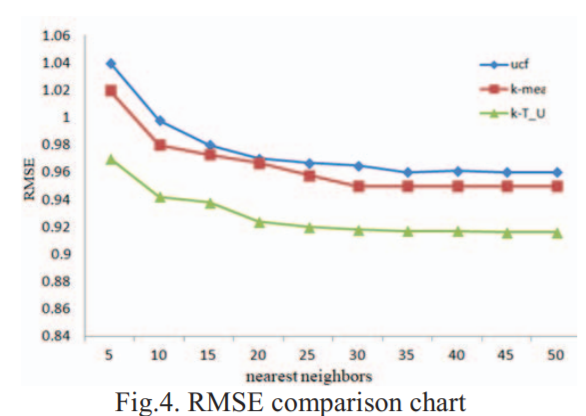 1.06
1.04
1.02
1
0.98
0.96
0.94
0.92
0.9
0.88
0.86
0.84
RMSE
ucf
k-mea
k-T_U
5 10 15 20 25 30 35 40 45 50
nearest neighbors
Fig.4. RMSE comparison chart